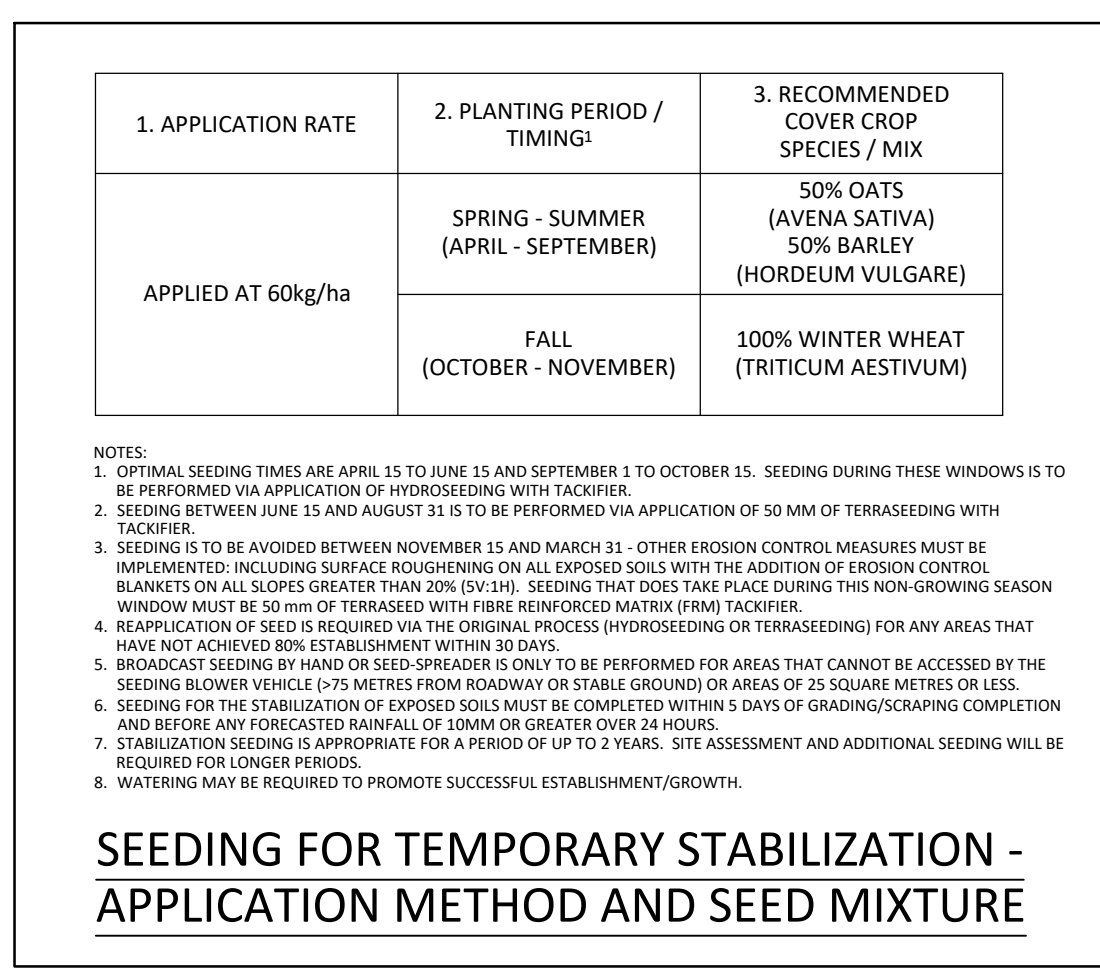 1. APPLICATION RATE
2. PLANTING PERIOD /
TIMING¹
3. RECOMMENDED
COVER CROP
SPECIES / MIX
APPLIED AT 60kg/ha
SPRING - SUMMER
(APRIL - SEPTEMBER)
50% OATS
(AVENA SATIVA)
50% BARLEY
(HORDEUM VULGARE)
FALL
(OCTOBER - NOVEMBER)
100% WINTER WHEAT
(TRITICUM AESTIVUM)
NOTES:
1. OPTIMAL SEEDING TIMES ARE APRIL 15 TO JUNE 15 AND SEPTEMBER 1 TO OCTOBER 15. SEEDING DURING THESE WINDOWS IS TO
BE PERFORMED VIA APPLICATION OF HYDROSEEDING WITH TACKIFIER.
2. SEEDING BETWEEN JUNE 15 AND AUGUST 31 IS TO BE PERFORMED VIA APPLICATION OF 50 MM OF TERRASEEDING WITH
TACKIFIER.
3. SEEDING IS TO BE AVOIDED BETWEEN NOVEMBER 15 AND MARCH 31 - OTHER EROSION CONTROL MEASURES MUST BE
IMPLEMENTED: INCLUDING SURFACE ROUGHENING ON ALL EXPOSED SOILS WITH THE ADDITION OF EROSION CONTROL
BLANKETS ON ALL SLOPES GREATER THAN 20% (5V:1H). SEEDING THAT DOES TAKE PLACE DURING THIS NON-GROWING SEASON
WINDOW MUST BE 50 mm OF TERRASEED WITH FIBRE REINFORCED MATRIX (FRM) TACKIFIER.
4. REAPPLICATION OF SEED IS REQUIRED VIA THE ORIGINAL PROCESS (HYDROSEEDING OR TERRASEEDING) FOR ANY AREAS THAT
HAVE NOT ACHIEVED 80% ESTABLISHMENT WITHIN 30 DAYS.
5. BROADCAST SEEDING BY HAND OR SEED-SPREADER IS ONLY TO BE PERFORMED FOR AREAS THAT CANNOT BE ACCESSED BY THE
SEEDING BLOWER VEHICLE (>75 METRES FROM ROADWAY OR STABLE GROUND) OR AREAS OF 25 SQUARE METRES OR LESS.
6. SEEDING FOR THE STABILIZATION OF EXPOSED SOILS MUST BE COMPLETED WITHIN 5 DAYS OF GRADING/SCRAPING COMPLETION
AND BEFORE ANY FORECASTED RAINFALL OF 10MM OR GREATER OVER 24 HOURS.
7. STABILIZATION SEEDING IS APPROPRIATE FOR A PERIOD OF UP TO 2 YEARS. SITE ASSESSMENT AND ADDITIONAL SEEDING WILL BE
REQUIRED FOR LONGER PERIODS.
8. WATERING MAY BE REQUIRED TO PROMOTE SUCCESSFUL ESTABLISHMENT/GROWTH.
SEEDING FOR TEMPORARY STABILIZATION -
APPLICATION METHOD AND SEED MIXTURE